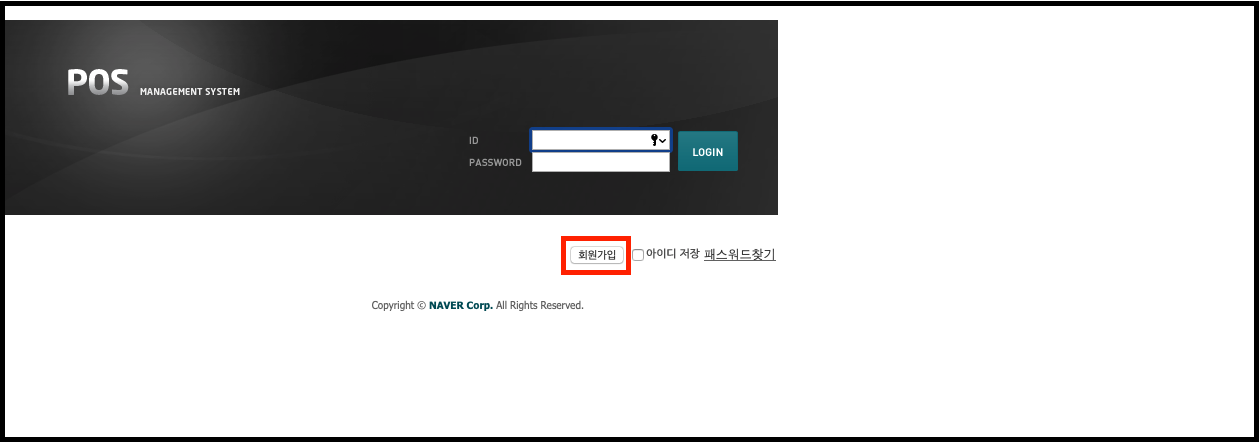 POS MANAGEMENT SYSTEM
ID
PASSWORD
LOGIN
회원가입 아이디 저장 패스워드찾기
Copyright © NAVER Corp. All Rights Reserved.